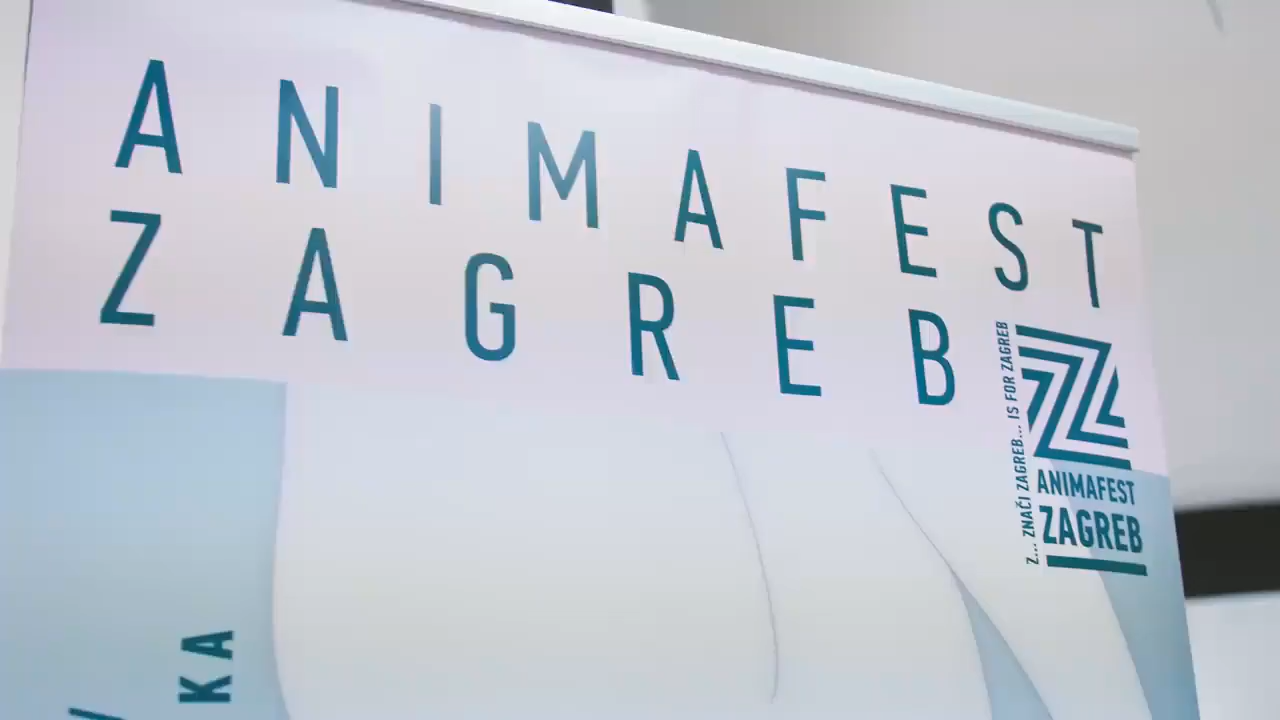 ANIMAFEST
ZAGREB
Z... ZNAČI ZAGREB... IS FOR ZAGREB
ANIMAFEST
ZAGREB
KA